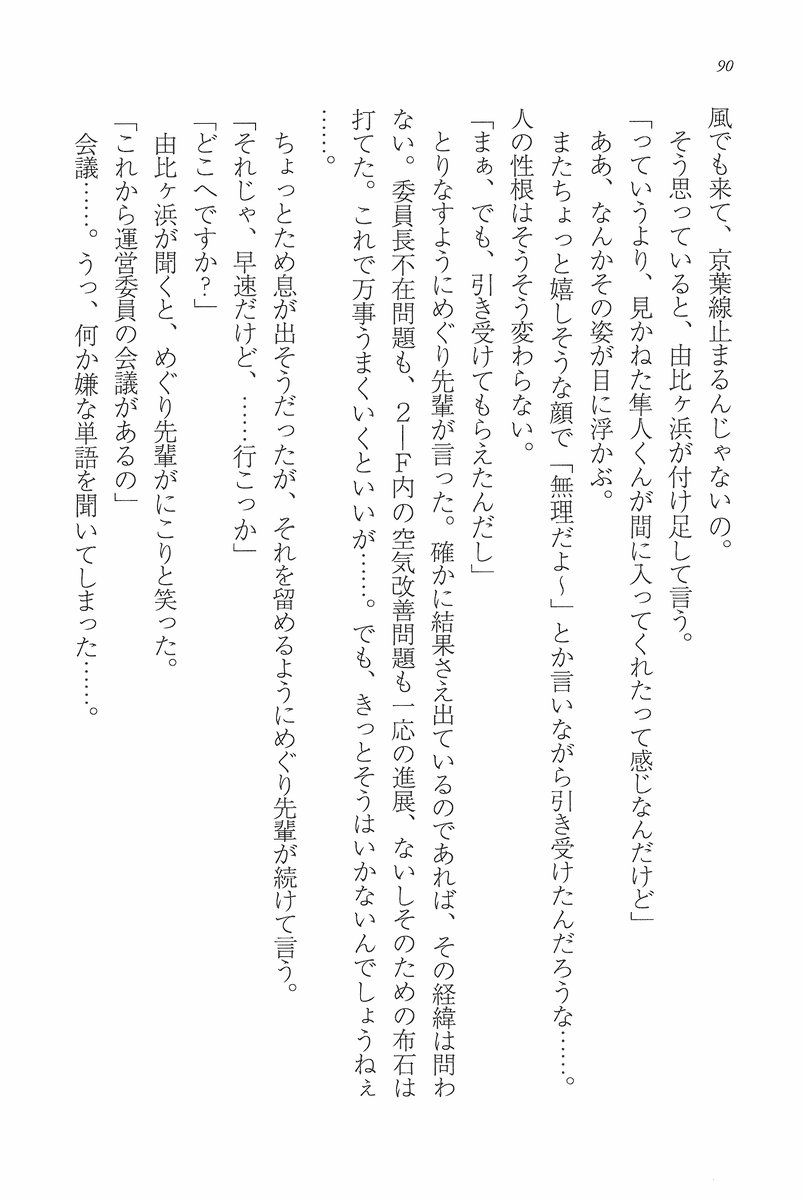 90
風でも来て、京葉線止まるんじゃないの。
そう思っていると、由比ヶ浜が付け足して言う。
「っていうより、見かねた隼人くんが間に入ってくれたって感じなんだけど」
ああ、なんかその姿が目に浮かぶ。
またちょっと嬉しそうな顔で「無理だよ～」とか言いながら引き受けたんだろうな……。
人の性根はそうそう変わらない。
「まぁ、でも、引き受けてもらえたんだし」
とりなすようにめぐり先輩が言った。確かに結果さえ出ているのであれば、その経緯は問わ
ない。委員長不在問題も、2―F内の空気改善問題も一応の進展、ないしそのための布石は
打てた。これで万事うまくいくといいが……。でも、きっとそうはいかないんでしょうねぇ
……。
ちょっとため息が出そうだったが、それを留めるようにめぐり先輩が続けて言う。
「それじゃ、早速だけど、……行こっか」
「どこへですか?」
由比ヶ浜が聞くと、めぐり先輩がにこりと笑った。
「これから運営委員の会議があるの」
会議……。うっ、何か嫌な単語を聞いてしまった……。